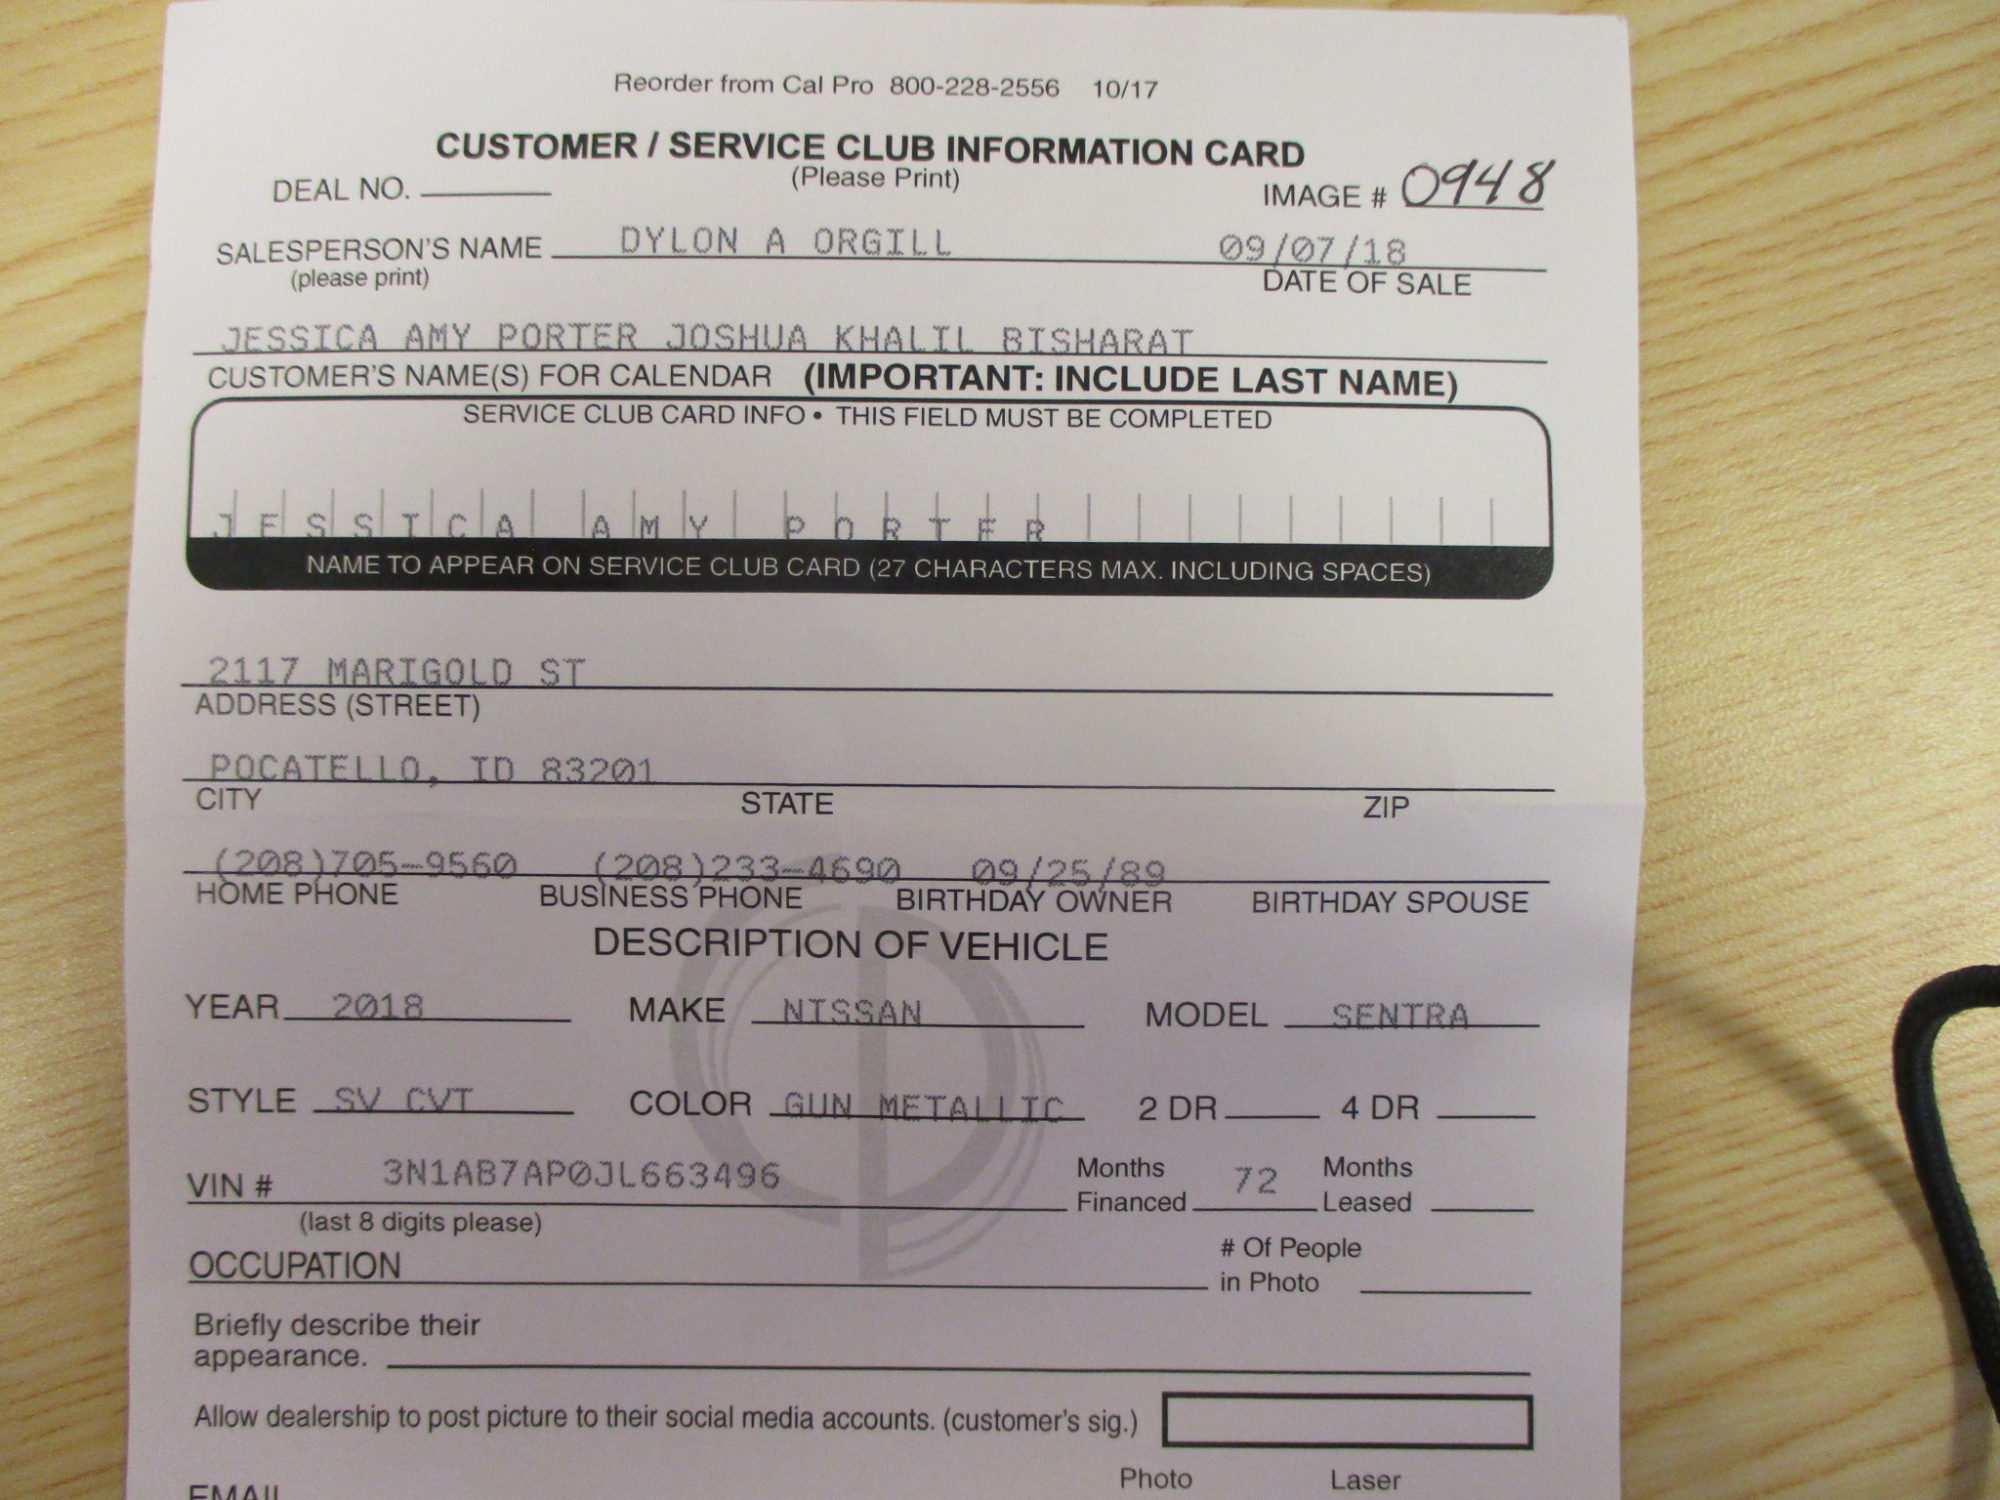 Reorder from Cal Pro 800-228-2556 10/17
CUSTOMER / SERVICE CLUB INFORMATION CARD
(Please Print)
DEAL NO. IMAGE # 0948
SALESPERSON'S NAME DYLON A ORGILL 09/07/18
(please print) DATE OF SALE
JESSICA AMY PORTER JOSHUA KHALIL BISHARAT
CUSTOMER'S NAME(S) FOR CALENDAR (IMPORTANT: INCLUDE LAST NAME)
SERVICE CLUB CARD INFO • THIS FIELD MUST BE COMPLETED
JESSICA AMY PORTER
NAME TO APPEAR ON SERVICE CLUB CARD (27 CHARACTERS MAX. INCLUDING SPACES)
2117 MARIGOLD ST
ADDRESS (STREET)
POCATELLO, ID 83201
CITY STATE ZIP
(208)705-9560 (208)233-4690 09/25/89
HOME PHONE BUSINESS PHONE BIRTHDAY OWNER BIRTHDAY SPOUSE
DESCRIPTION OF VEHICLE
YEAR 2018 MAKE NISSAN MODEL SENTRA
STYLE SV CVT COLOR GUN METALLIC 2 DR 4 DR
VIN # 3N1AB7AP0JL663496 Months Financed 72 Months Leased
(last 8 digits please)
OCCUPATION # Of People in Photo
Briefly describe their
appearance.
Allow dealership to post picture to their social media accounts. (customer's sig.)
Photo Laser
EMAIL